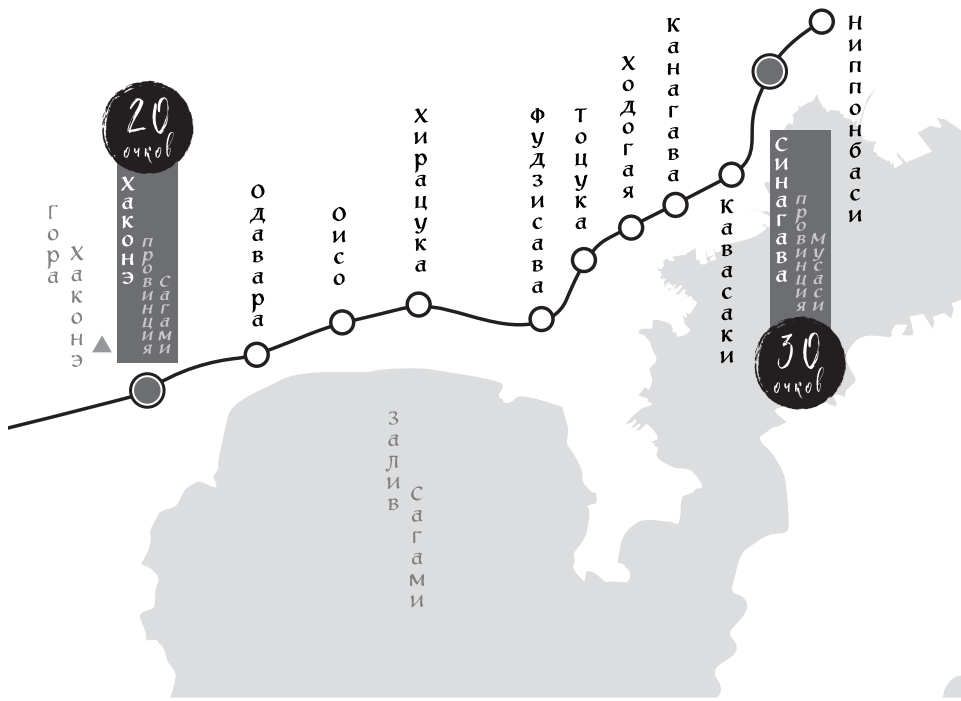 Гора
Хаконэ
20
очков
Хаконэ
провинция
Сагами
Одавара
Оисо
Хирацука
Фудзисава
Тоцука
Ходогая
Канагава
Кавасаки
Синагава
провинция
Мусаси
30
очков
Ниппонбаси
Залив
Сагами